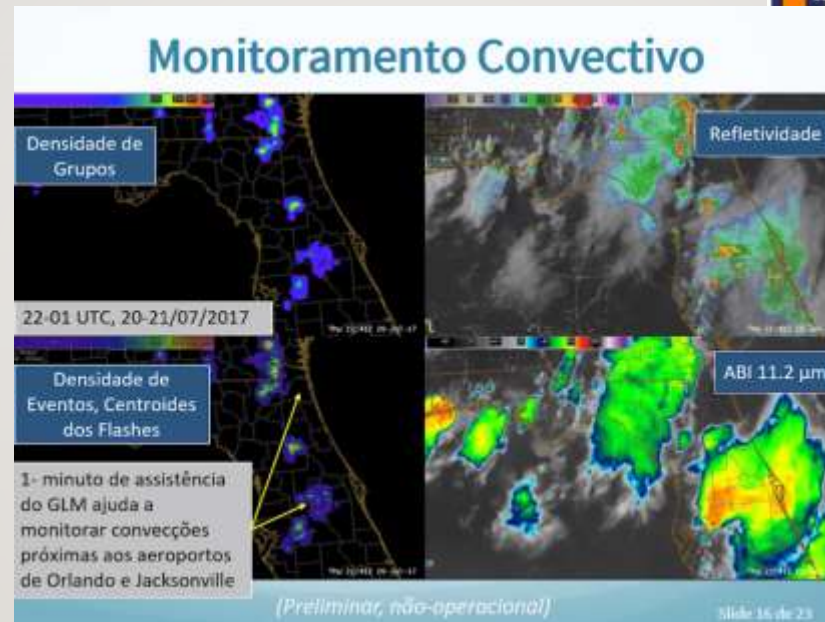 Monitoramento Convectivo
Densidade de
Grupos
Refletividade
22-01 UTC, 20-21/07/2017
Densidade de
Eventos, Centroides
dos Flashes
ABI 11.2 µm
1- minuto de assistência
do GLM ajuda a
monitorar convecções
próximas aos aeroportos
de Orlando e Jacksonville
(Preliminar, não-operacional)
Slide 16 de 23